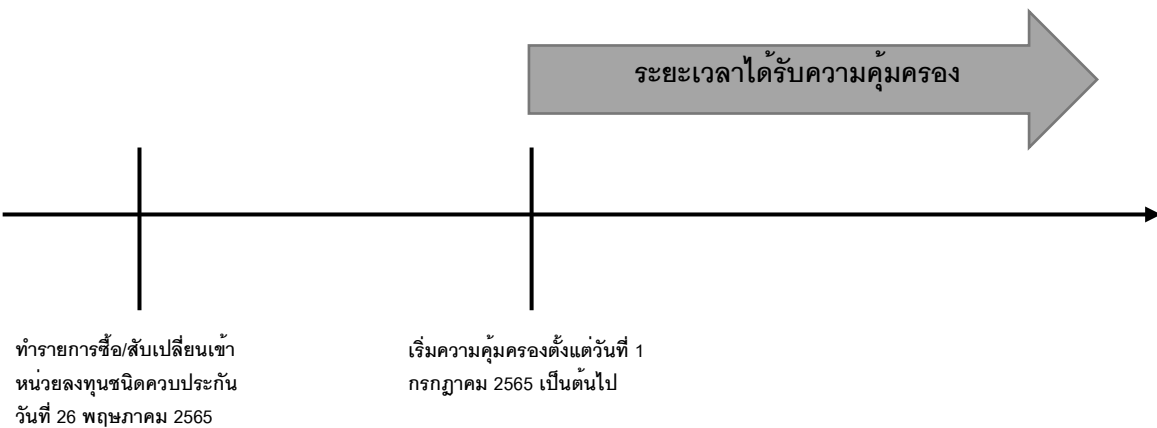 ระยะเวลาได้รับความคุ้มครอง
ทำรายการซื้อ/สับเปลี่ยนเข้า
หน่วยลงทุนชนิดควบประกัน
วันที่ 26 พฤษภาคม 2565
เริ่มความคุ้มครองตั้งแต่วันที่ 1
กรกฎาคม 2565 เป็นต้นไป